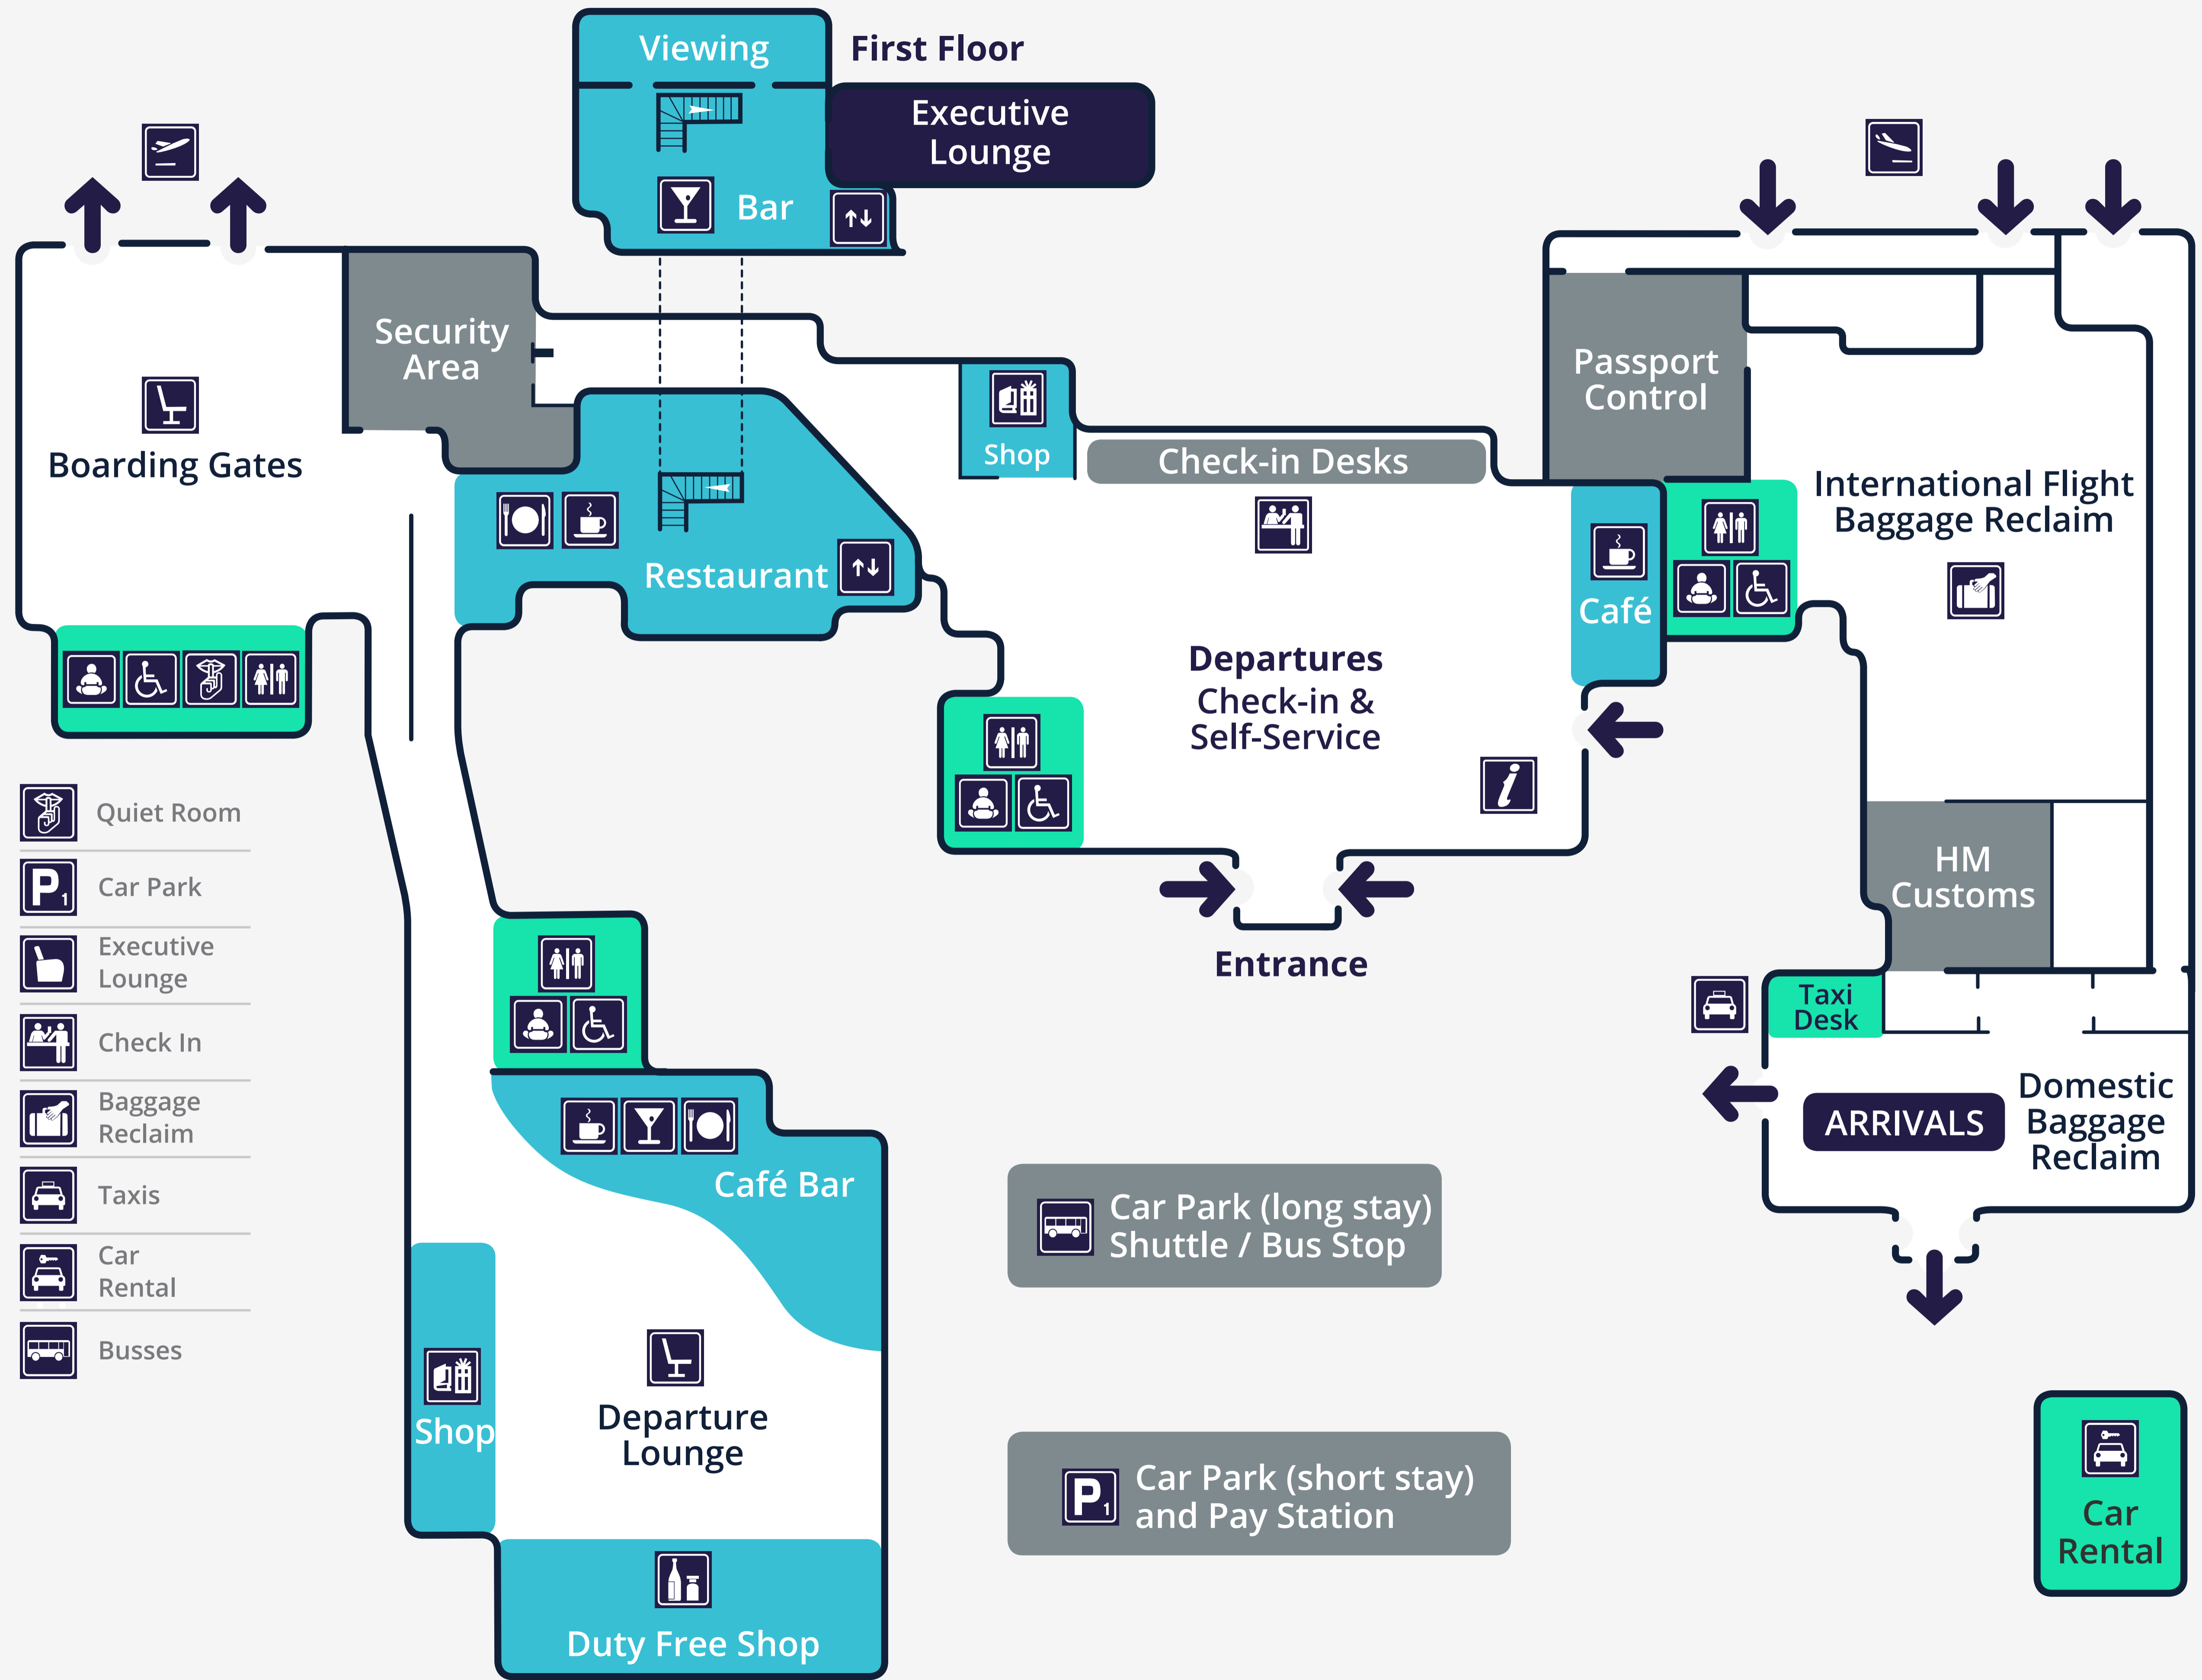 Viewing
First Floor
Executive
Lounge
Bar
Security
Area
Boarding Gates
Restaurant
Shop
Check-in Desks
Passport
Control
International Flight
Baggage Reclaim
Café
Departures
Check-in &
Self-Service
i
Entrance
HM
Customs
Taxi
Desk
ARRIVALS
Domestic
Baggage
Reclaim
Quiet Room
P1
Car Park
Executive
Lounge
Check In
Baggage
Reclaim
Taxis
Car
Rental
Busses
Café Bar
Shop
Departure
Lounge
Duty Free Shop
Car Park (long stay)
Shuttle / Bus Stop
P1
Car Park (short stay)
and Pay Station
Car
Rental